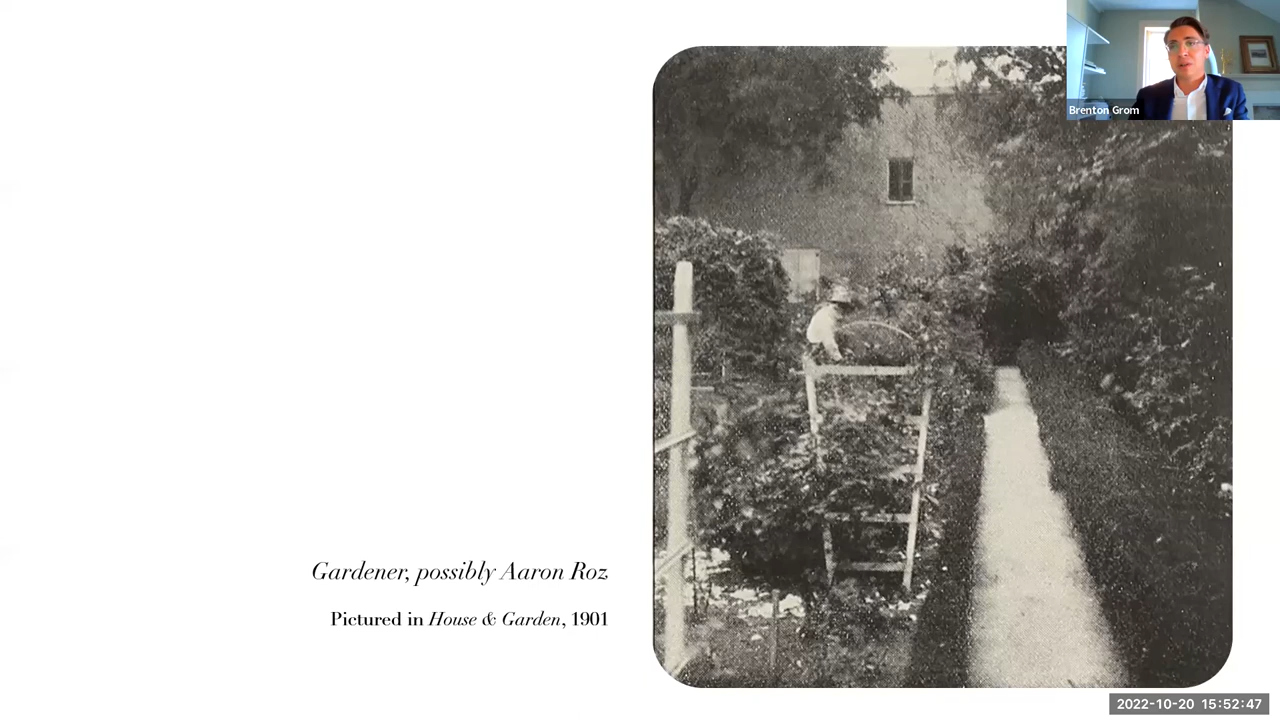 Brenton Grom
Gardener, possibly Aaron Roz
Pictured in House & Garden, 1901
2022-10-20 15:52:47